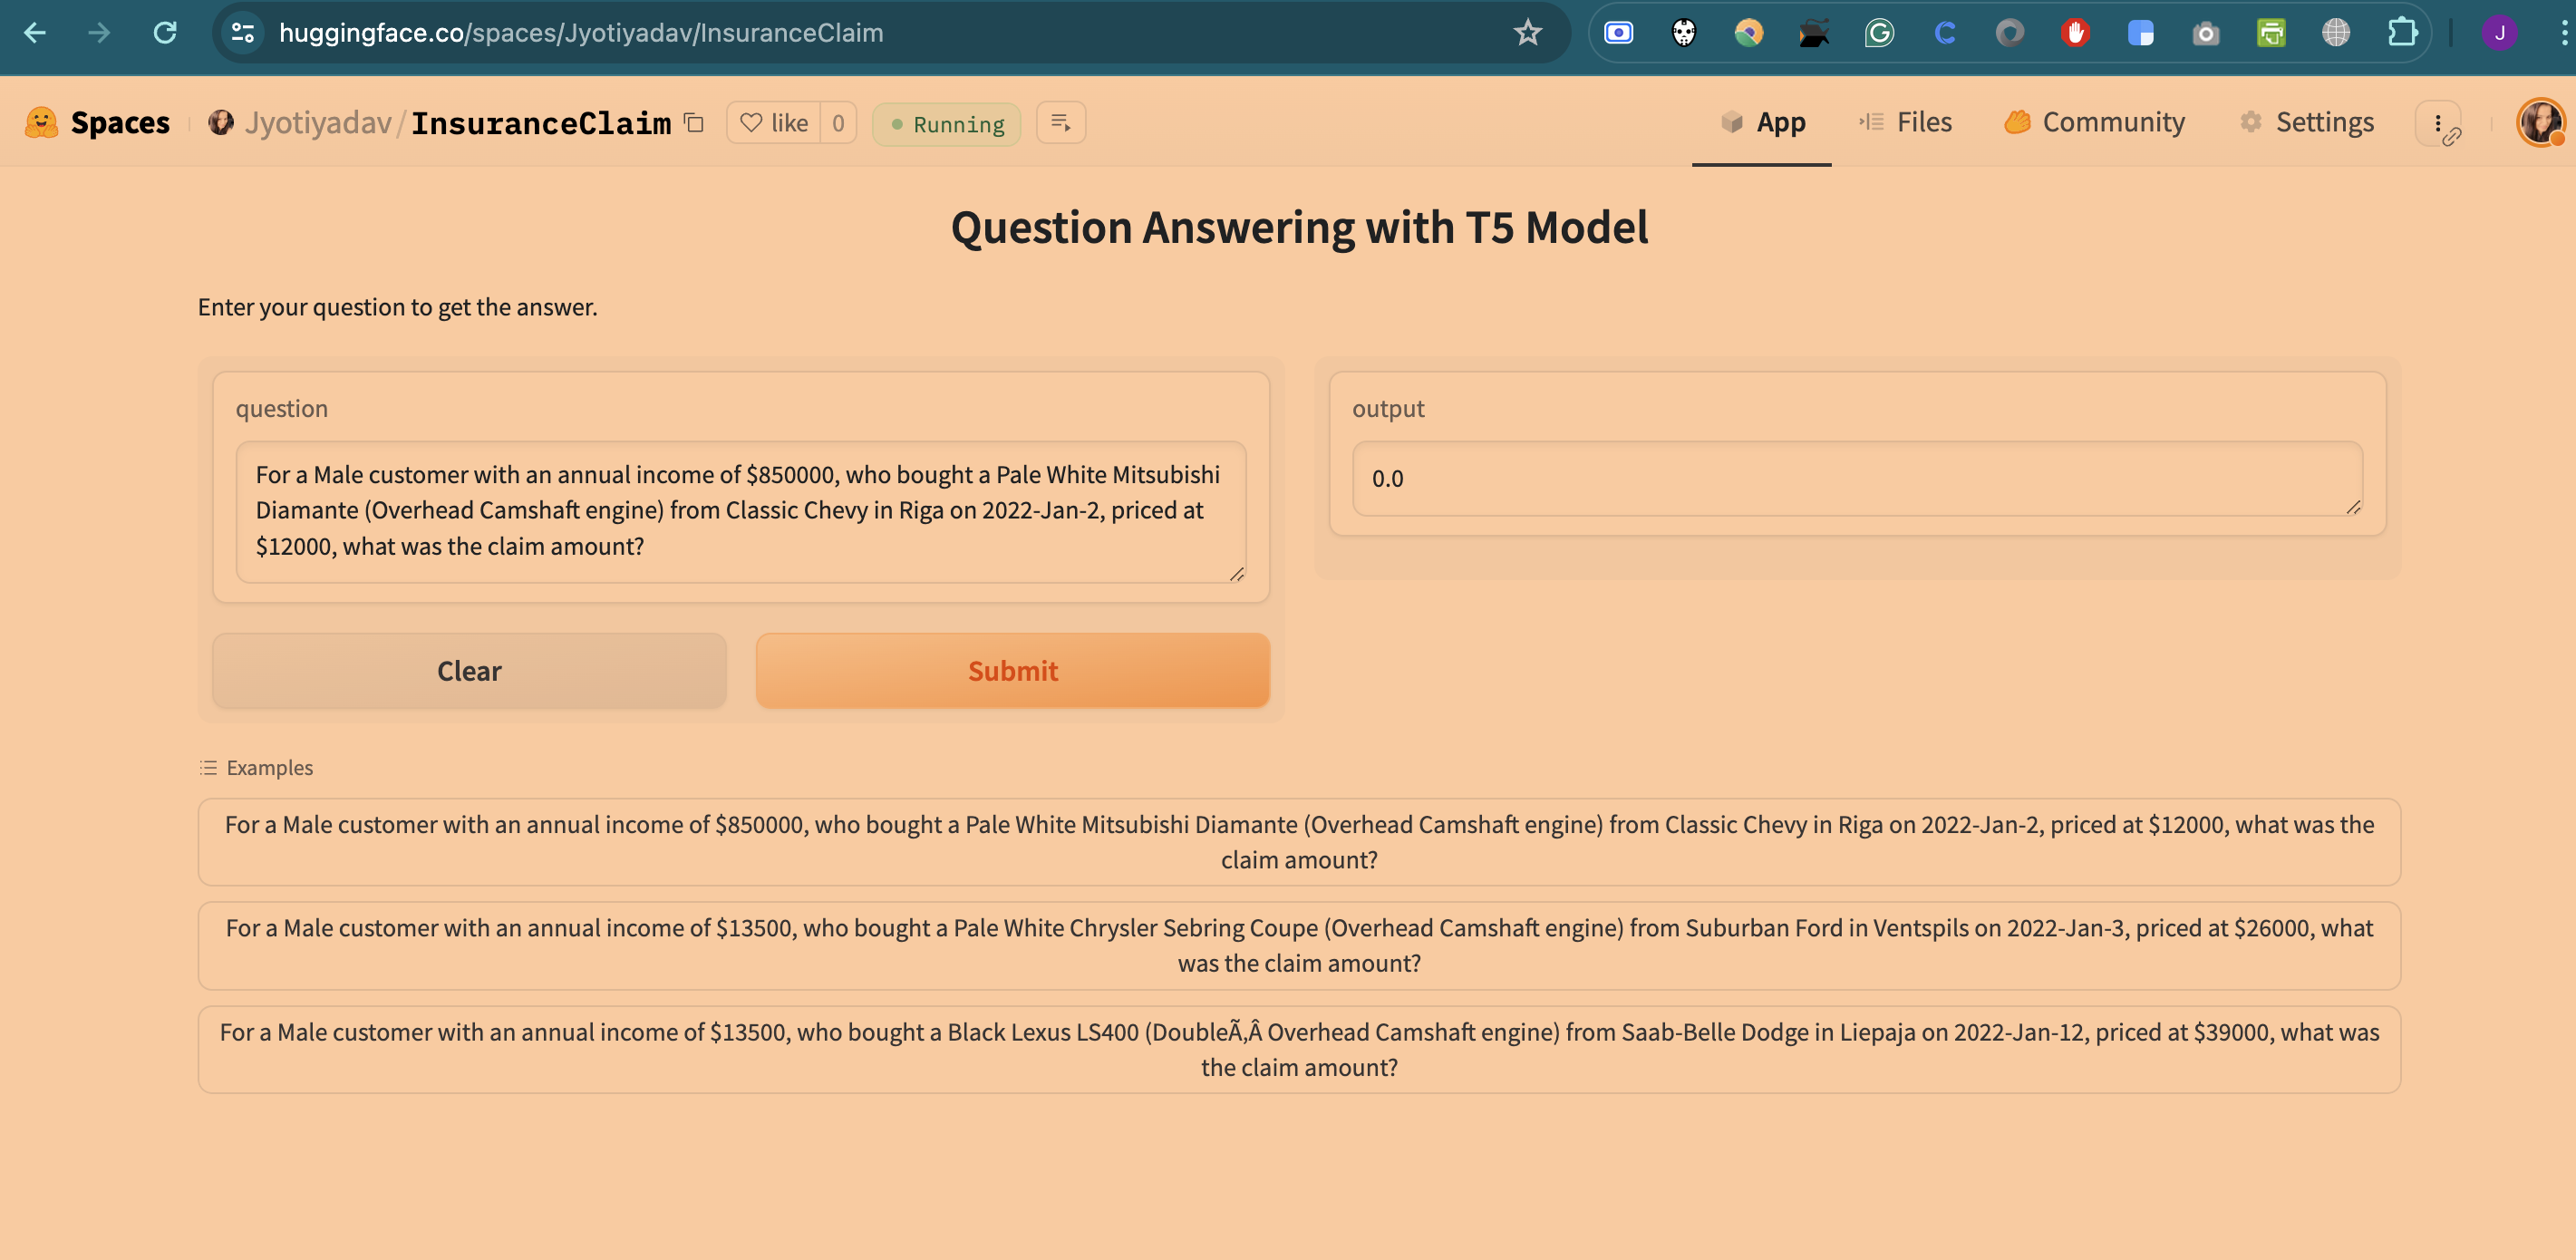 huggingface.co/spaces/Jyotiyadav/InsuranceClaim
J
Spaces
Jyotiyadav/InsuranceClaim
like
0
Running
App
Files
Community
Settings
Question Answering with T5 Model
Enter your question to get the answer.
question
For a Male customer with an annual income of $850000, who bought a Pale White Mitsubishi
Diamante (Overhead Camshaft engine) from Classic Chevy in Riga on 2022-Jan-2, priced at
$12000, what was the claim amount?
output
0.0
Clear
Submit
Examples
For a Male customer with an annual income of $850000, who bought a Pale White Mitsubishi Diamante (Overhead Camshaft engine) from Classic Chevy in Riga on 2022-Jan-2, priced at $12000, what was the
claim amount?
For a Male customer with an annual income of $13500, who bought a Pale White Chrysler Sebring Coupe (Overhead Camshaft engine) from Suburban Ford in Ventspils on 2022-Jan-3, priced at $26000, what
was the claim amount?
For a Male customer with an annual income of $13500, who bought a Black Lexus LS400 (DoubleÃ‚Â Overhead Camshaft engine) from Saab-Belle Dodge in Liepaja on 2022-Jan-12, priced at $39000, what was
the claim amount?